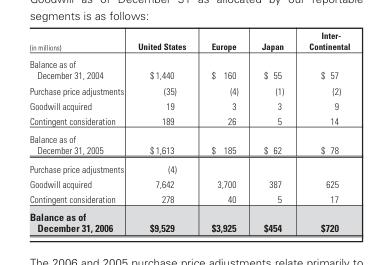 Goodwill as of December 31 as allocated by our reportable
segments is as follows:
Inter-
(in millions) United States Europe Japan Continental
Balance as of
December 31, 2004 $1,440 $ 160 $ 55 $ 57
Purchase price adjustments (35) (4) (1) (2)
Goodwill acquired 19 3 3 9
Contingent consideration 189 26 5 14
Balance as of
December 31, 2005 $1,613 $ 185 $ 62 $ 78
Purchase price adjustments (4)
Goodwill acquired 7,642 3,700 387 625
Contingent consideration 278 40 5 17
Balance as of
December 31, 2006 $9,529 $3,925 $454 $720
The 2006 and 2005 purchase price adjustments relate primarily to